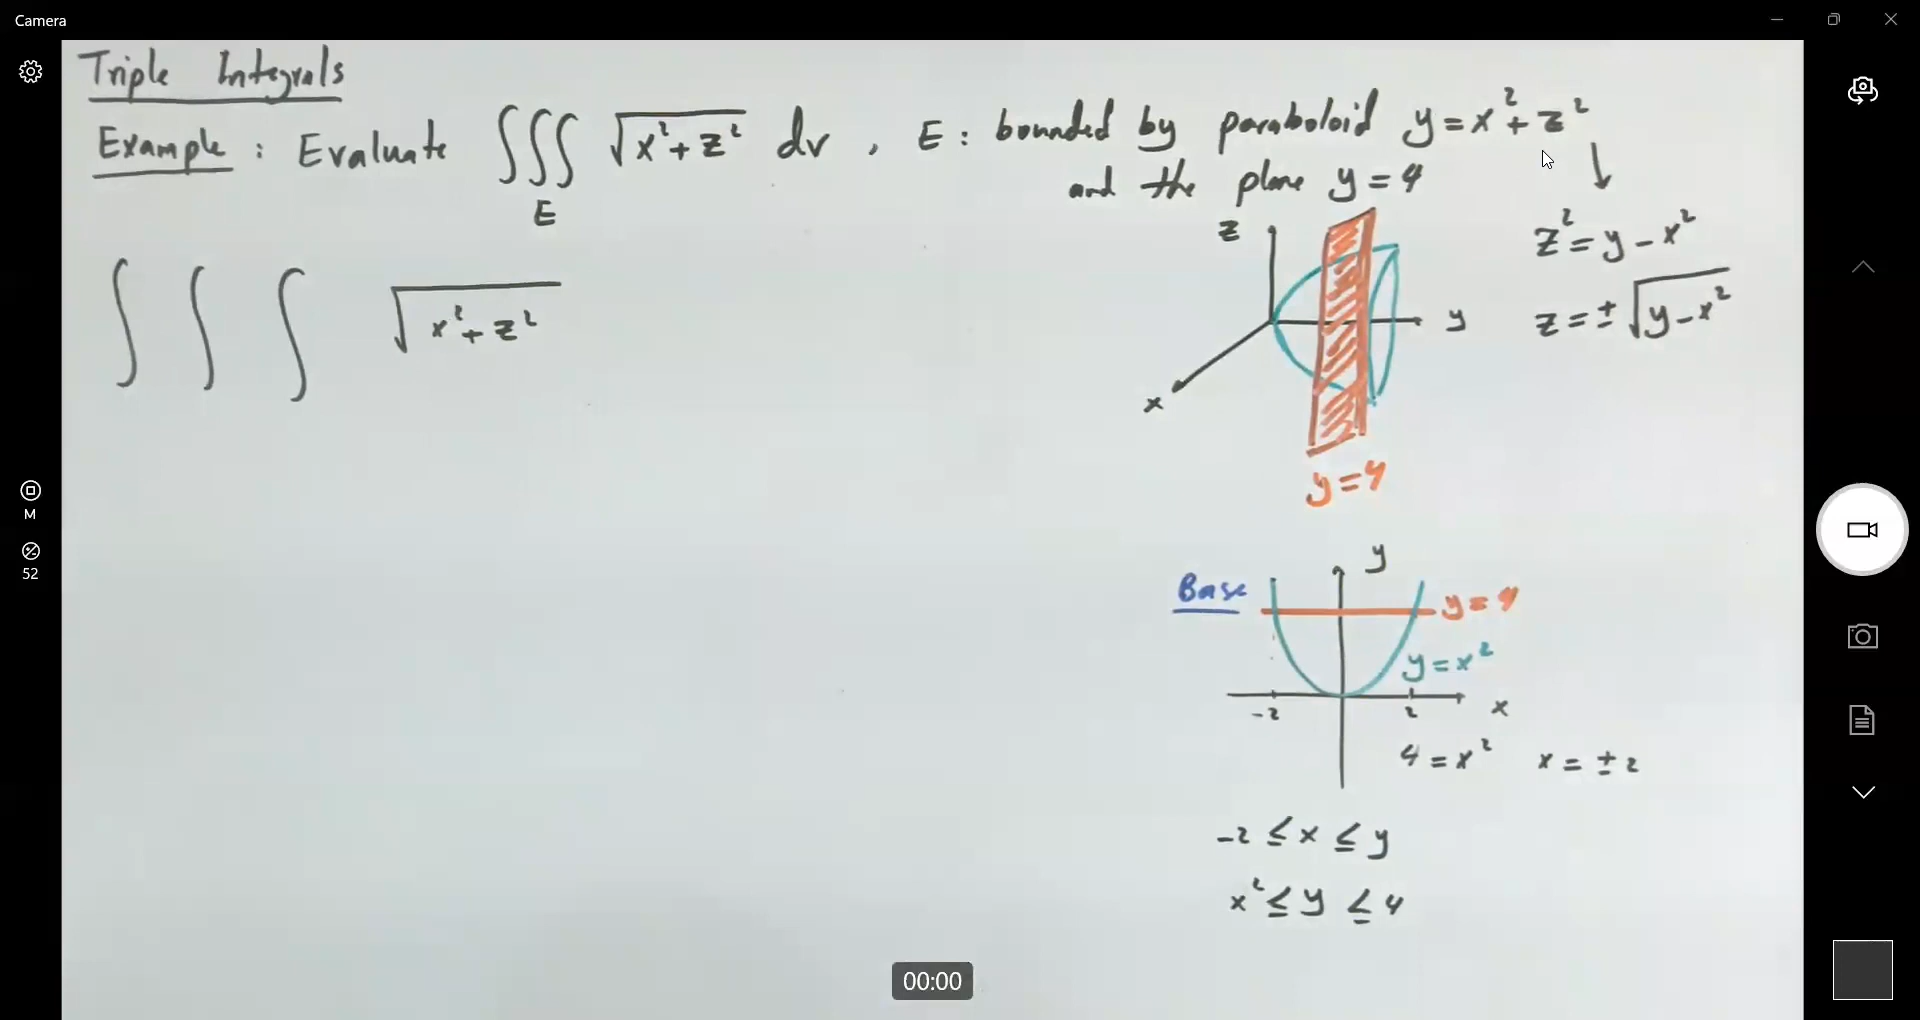 Camera
Triple Integrals
Example : Evaluate ∫∫∫ √(x²+z²) dv , E : bounded by paraboloid y = x² + z²
E
and the plane y = 4
z² = y - x²
z = ± √(y - x²)
∫ ∫ ∫ √(x²+z²)
z
y
x
y = 4
Base
y
y = 4
y = x²
-2
2
x
4 = x² x = ± 2
-2 ≤ x ≤ y
x² ≤ y ≤ 4
M
52
00:00